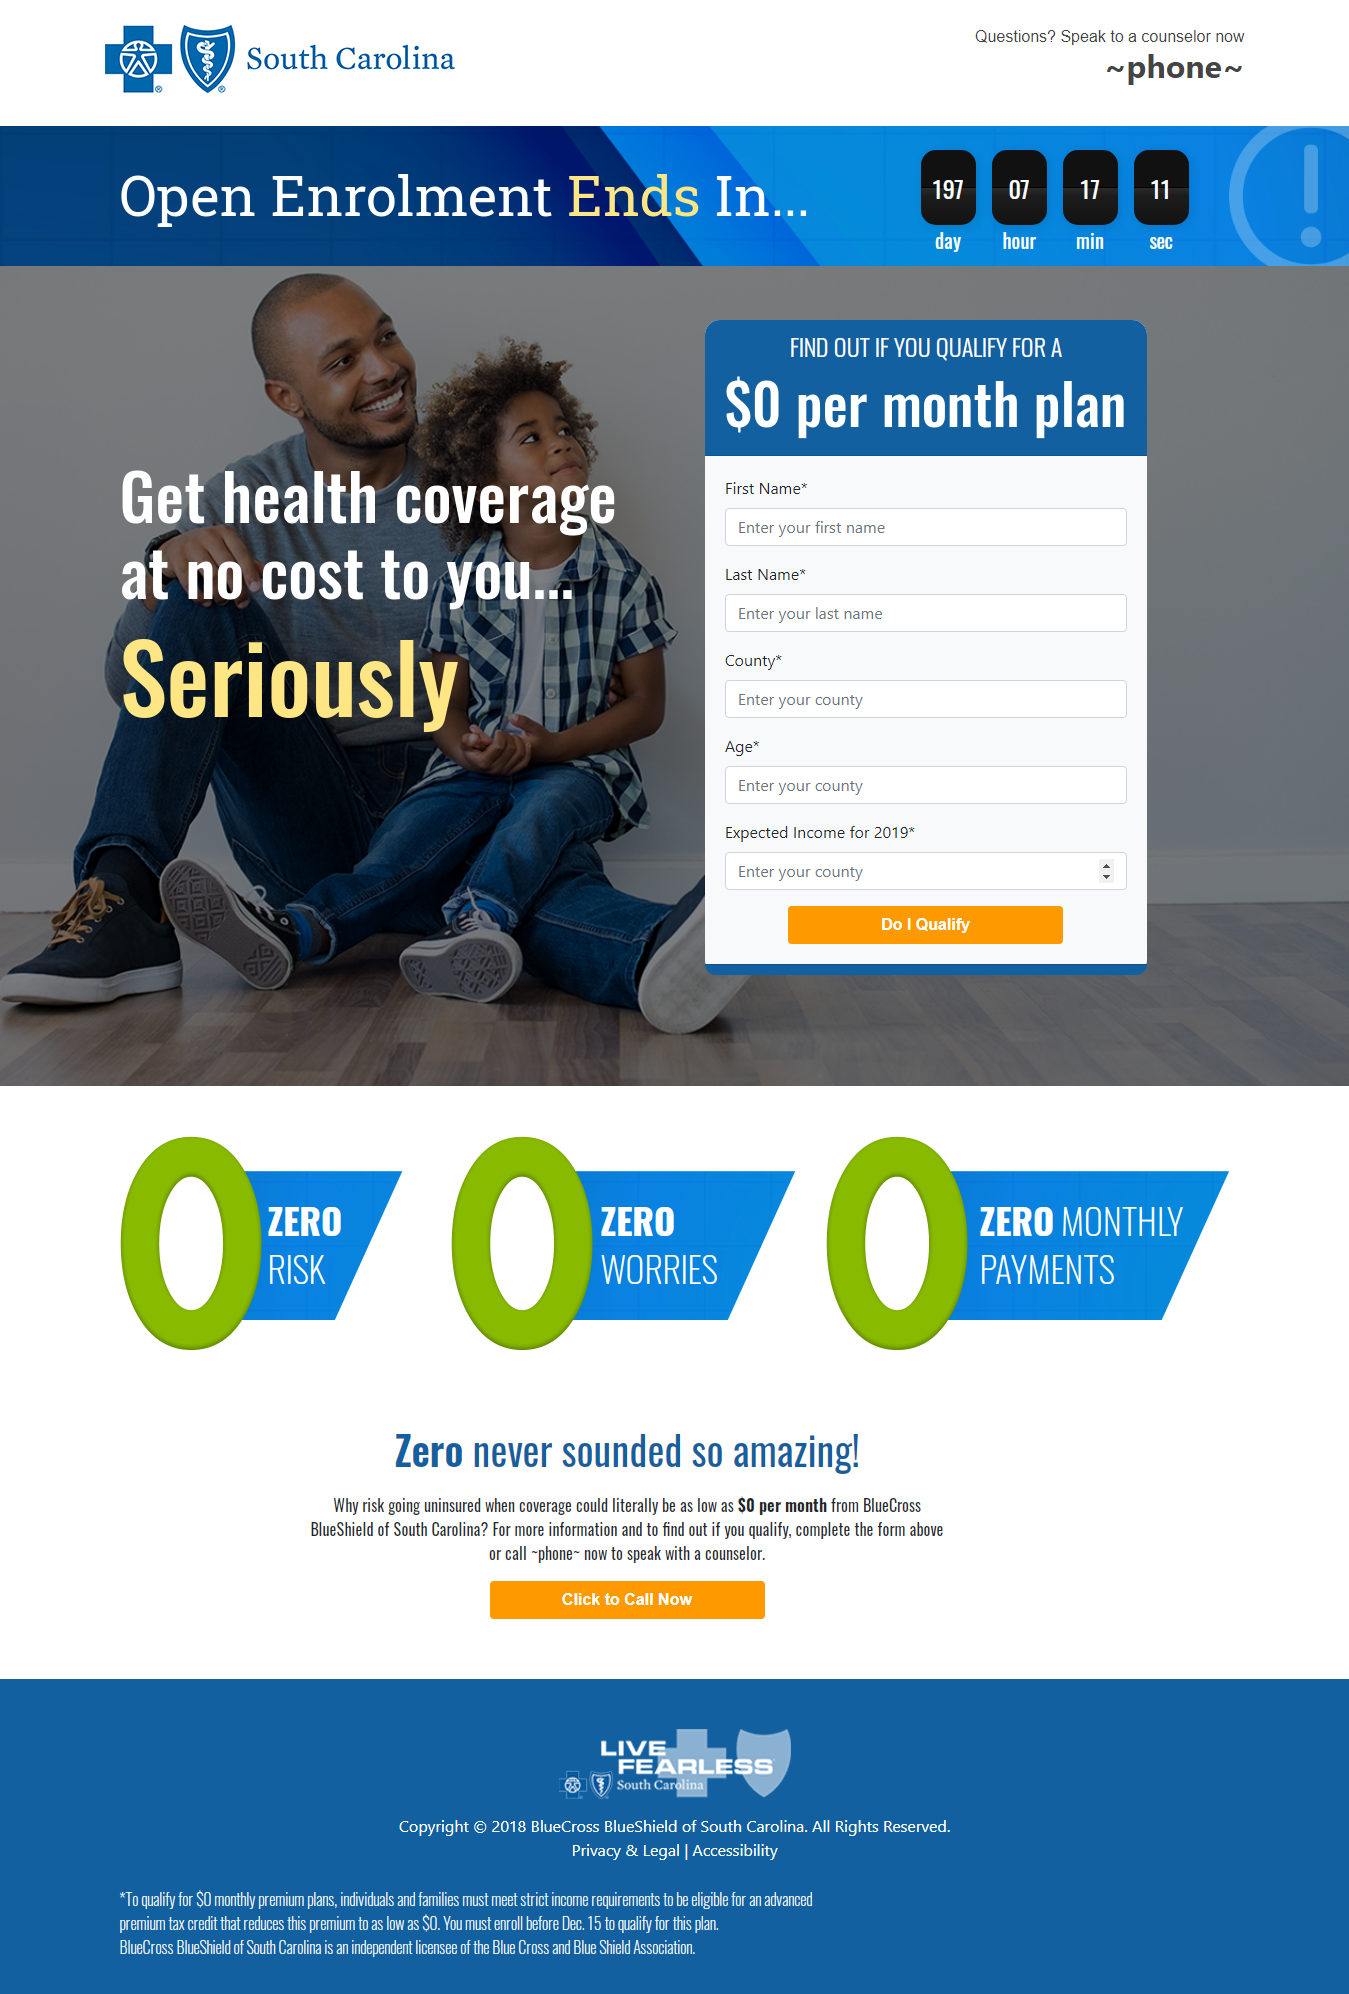 South Carolina
Questions? Speak to a counselor now
~phone~
Open Enrolment Ends In...
197 07 17 11
day hour min sec
Get health coverage
at no cost to you...
Seriously
FIND OUT IF YOU QUALIFY FOR A
$0 per month plan
First Name*
Enter your first name
Last Name*
Enter your last name
County*
Enter your county
Age*
Enter your county
Expected Income for 2019*
Enter your county
Do I Qualify
0 ZERO
RISK
0 ZERO
WORRIES
0 ZERO MONTHLY
PAYMENTS
Zero never sounded so amazing!
Why risk going uninsured when coverage could literally be as low as $0 per month from BlueCross
BlueShield of South Carolina? For more information and to find out if you qualify, complete the form above
or call ~phone~ now to speak with a counselor.
Click to Call Now
LIVE
FEARLESS
South Carolina
Copyright © 2018 BlueCross BlueShield of South Carolina. All Rights Reserved.
Privacy & Legal | Accessibility
*To qualify for $0 monthly premium plans, individuals and families must meet strict income requirements to be eligible for an advanced
premium tax credit that reduces this premium to as low as $0. You must enroll before Dec. 15 to qualify for this plan.
BlueCross BlueShield of South Carolina is an independent licensee of the Blue Cross and Blue Shield Association.